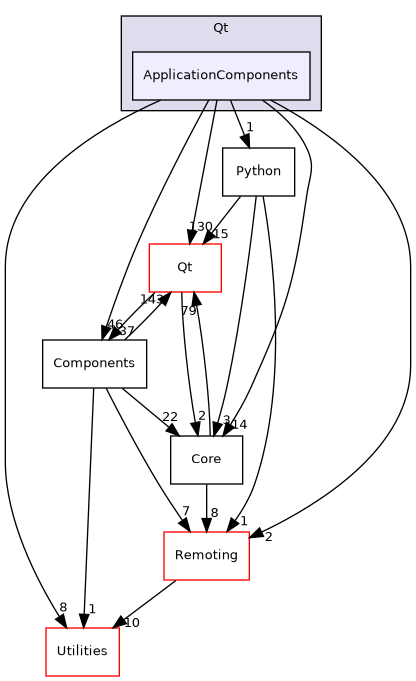 Qt
ApplicationComponents
1
Python
130
15
Qt
143
79
46
37
Components
22
2
3
14
Core
7
8
1
2
Remoting
8
1
10
Utilities